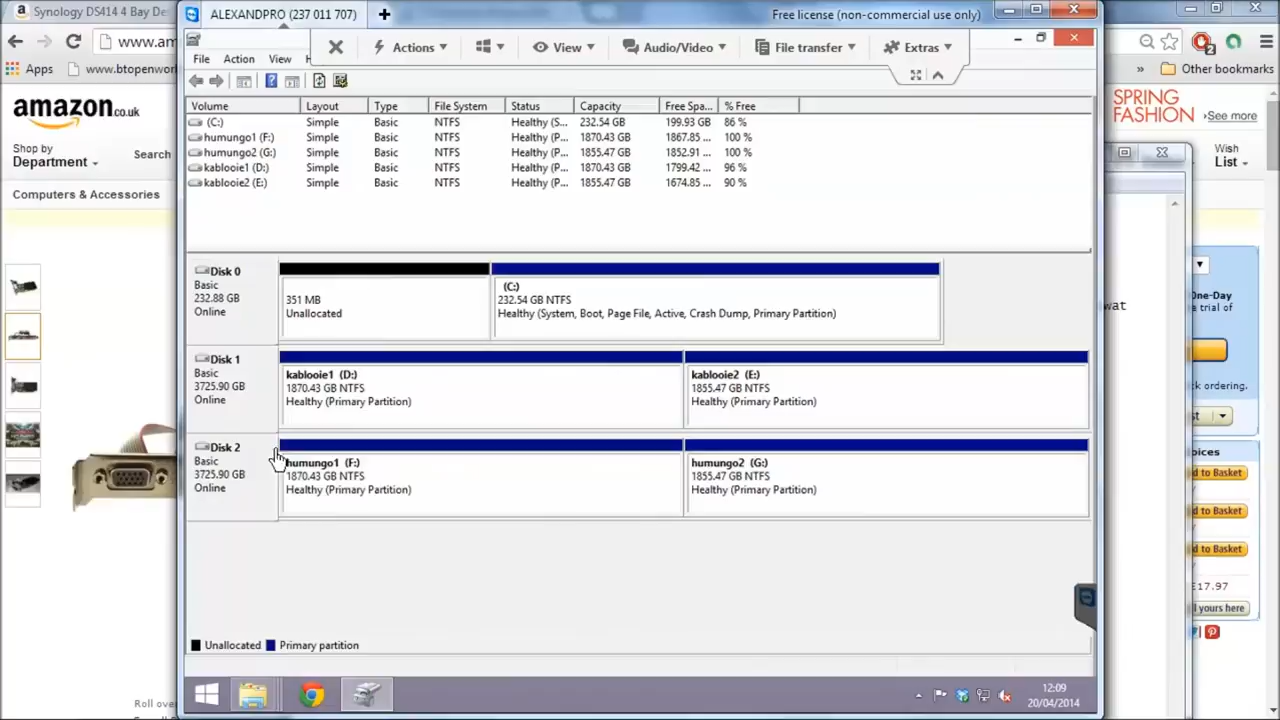 Synology DS414 4 Bay De
ALEXANDPRO (237 011 707)
Free license (non-commercial use only)
www.am
Actions
View
Audio/Video
File transfer
Extras
File Action View
Apps
www.btopenwor
Other bookmarks
2
amazon.co.uk
SPRING
FASHION
See more
Shop by
Department
Search
Wish
List
Computers & Accessories
Volume Layout Type File System Status Capacity Free Spa... % Free
(C:) Simple Basic NTFS Healthy (S... 232.54 GB 199.93 GB 86 %
humungo1 (F:) Simple Basic NTFS Healthy (P... 1870.43 GB 1867.85 ... 100 %
humungo2 (G:) Simple Basic NTFS Healthy (P... 1855.47 GB 1852.91 ... 100 %
kablooie1 (D:) Simple Basic NTFS Healthy (P... 1870.43 GB 1799.42 ... 96 %
kablooie2 (E:) Simple Basic NTFS Healthy (P... 1855.47 GB 1674.85 ... 90 %
Disk 0
Basic
232.88 GB
Online
351 MB
Unallocated
(C:)
232.54 GB NTFS
Healthy (System, Boot, Page File, Active, Crash Dump, Primary Partition)
Disk 1
Basic
3725.90 GB
Online
kablooie1 (D:)
1870.43 GB NTFS
Healthy (Primary Partition)
kablooie2 (E:)
1855.47 GB NTFS
Healthy (Primary Partition)
Disk 2
Basic
3725.90 GB
Online
humungo1 (F:)
1870.43 GB NTFS
Healthy (Primary Partition)
humungo2 (G:)
1855.47 GB NTFS
Healthy (Primary Partition)
Unallocated
Primary partition
One-Day
e trial of
wat
ck ordering.
st
oices
d to Basket
d to Basket
d to Basket
£17.97
l yours here
Roll over
12:09
20/04/2014